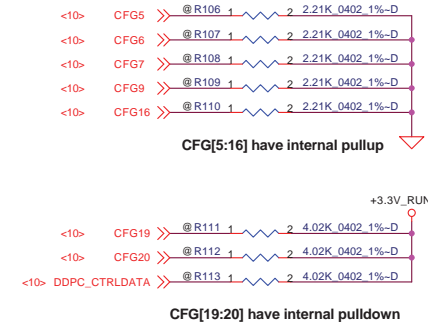 <10> CFG5 @ R106 1 2 2.21K_0402_1%~D
<10> CFG6 @ R107 1 2 2.21K_0402_1%~D
<10> CFG7 @ R108 1 2 2.21K_0402_1%~D
<10> CFG9 @ R109 1 2 2.21K_0402_1%~D
<10> CFG16 @ R110 1 2 2.21K_0402_1%~D
CFG[5:16] have internal pullup
+3.3V_RUN
<10> CFG19 @ R111 1 2 4.02K_0402_1%~D
<10> CFG20 @ R112 1 2 4.02K_0402_1%~D
<10> DDPC_CTRLDATA @ R113 1 2 4.02K_0402_1%~D
CFG[19:20] have internal pulldown